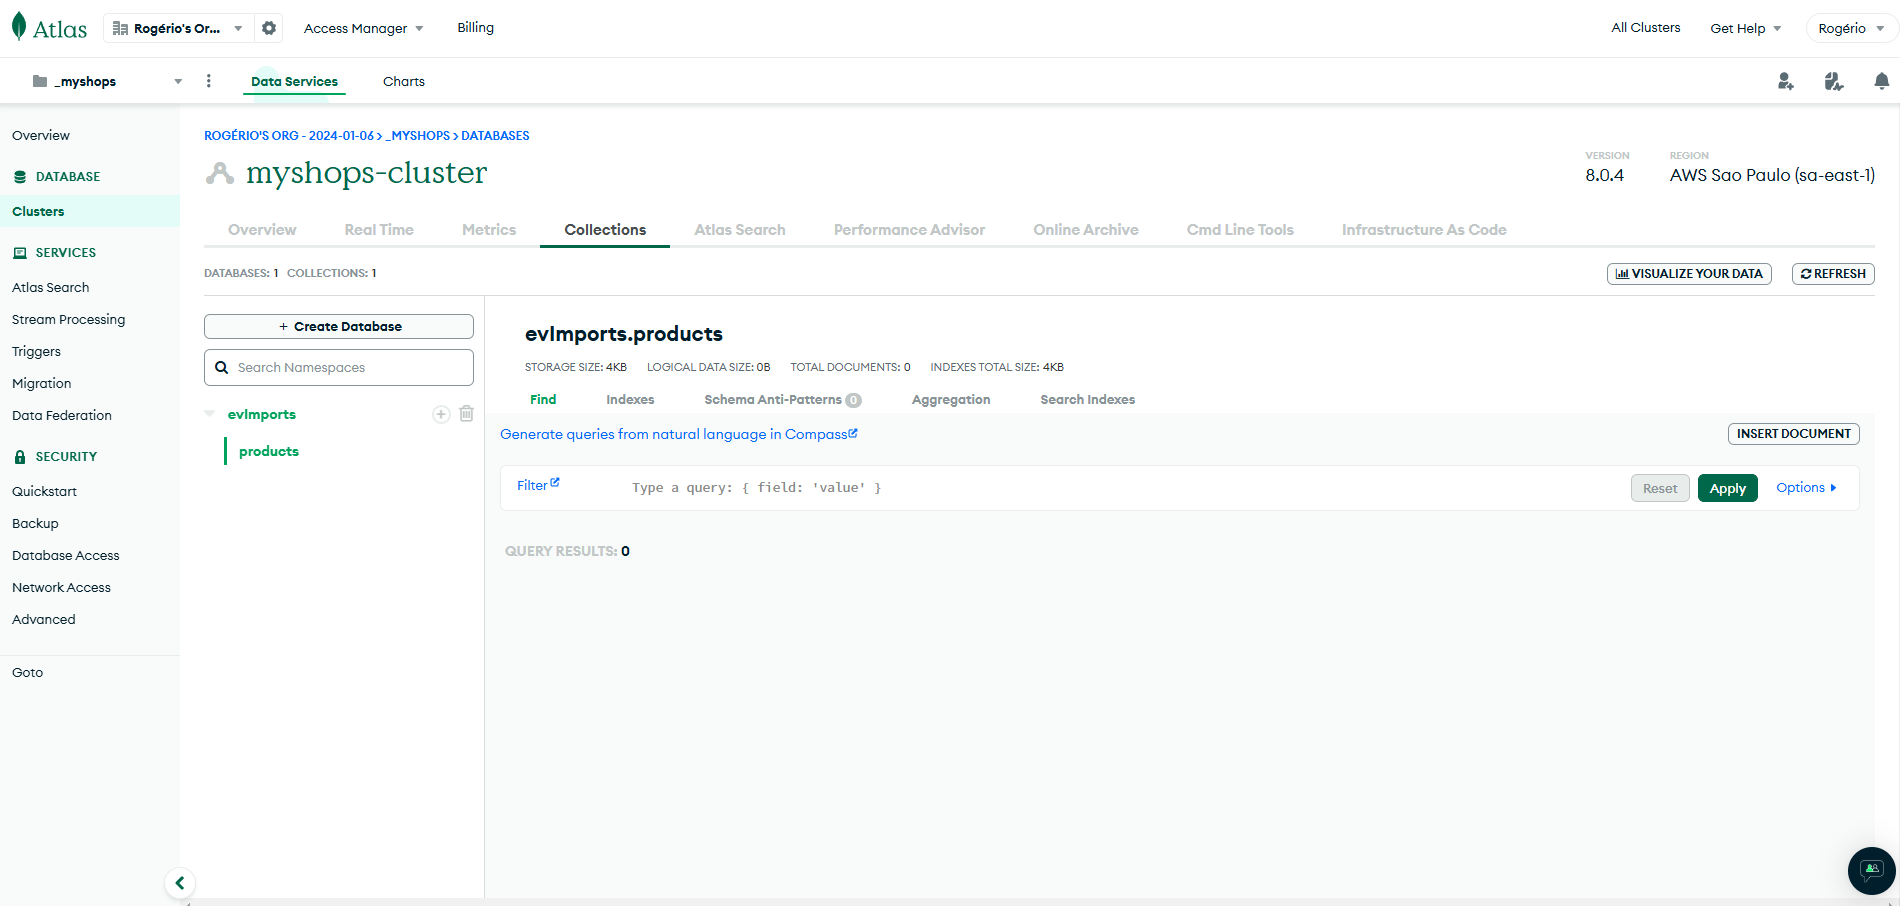 Atlas
Rogério's Or...
Access Manager
Billing
All Clusters
Get Help
Rogério
_myshops
Data Services
Charts
Overview
DATABASE
Clusters
SERVICES
Atlas Search
Stream Processing
Triggers
Migration
Data Federation
SECURITY
Quickstart
Backup
Database Access
Network Access
Advanced
Goto
ROGÉRIO'S ORG - 2024-01-06 > _MYSHOPS > DATABASES
myshops-cluster
VERSION
8.0.4
REGION
AWS Sao Paulo (sa-east-1)
Overview
Real Time
Metrics
Collections
Atlas Search
Performance Advisor
Online Archive
Cmd Line Tools
Infrastructure As Code
DATABASES: 1 COLLECTIONS: 1
VISUALIZE YOUR DATA
REFRESH
+ Create Database
Search Namespaces
evImports
products
evImports.products
STORAGE SIZE: 4KB LOGICAL DATA SIZE: 0B TOTAL DOCUMENTS: 0 INDEXES TOTAL SIZE: 4KB
Find
Indexes
Schema Anti-Patterns 0
Aggregation
Search Indexes
Generate queries from natural language in Compass
INSERT DOCUMENT
Filter
Type a query: { field: 'value' }
Reset
Apply
Options
QUERY RESULTS: 0